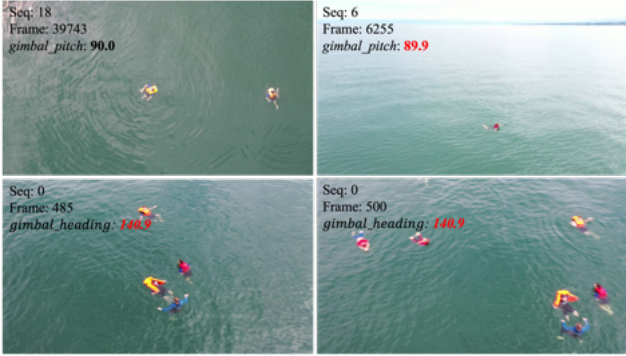 Seq: 18
Frame: 39743
gimbal_pitch: 90.0
Seq: 6
Frame: 6255
gimbal_pitch: 89.9
Seq: 0
Frame: 485
gimbal_heading: 140.9
Seq: 0
Frame: 500
gimbal_heading: 140.9